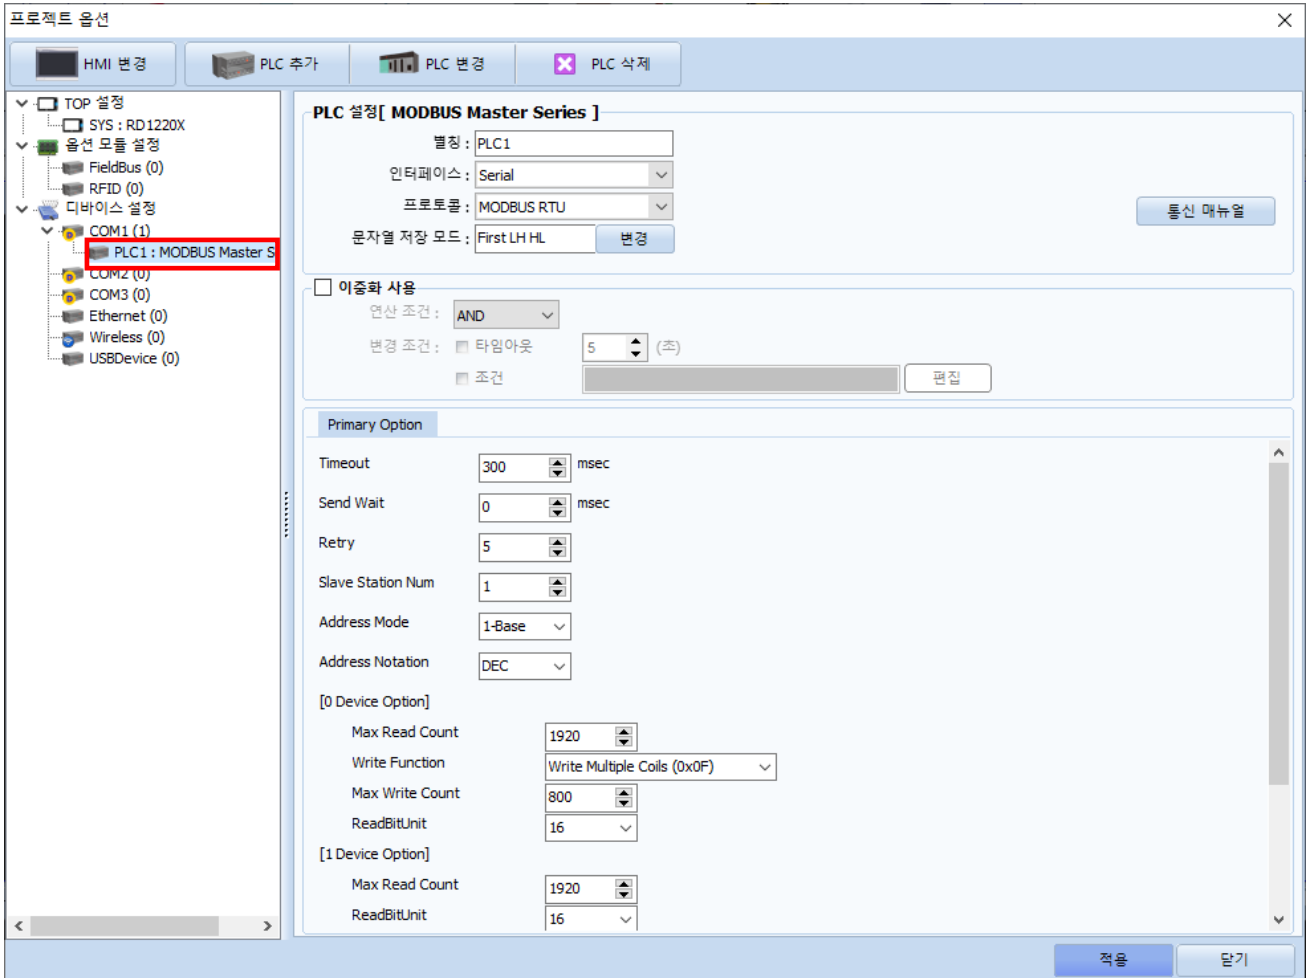 프로젝트 옵션
HMI 변경
PLC 추가
PLC 변경
PLC 삭제
TOP 설정
SYS : RD1220X
옵션 모듈 설정
FieldBus (0)
RFID (0)
디바이스 설정
COM1 (1)
PLC1 : MODBUS Master S
COM2 (0)
COM3 (0)
Ethernet (0)
Wireless (0)
USBDevice (0)
PLC 설정[ MODBUS Master Series ]
별칭 : PLC1
인터페이스 : Serial
프로토콜 : MODBUS RTU
통신 매뉴얼
문자열 저장 모드 : First LH HL 변경
이중화 사용
연산 조건 : AND
변경 조건 : 타임아웃 5 (초)
조건 편집
Primary Option
Timeout 300 msec
Send Wait 0 msec
Retry 5
Slave Station Num 1
Address Mode 1-Base
Address Notation DEC
[0 Device Option]
Max Read Count 1920
Write Function Write Multiple Coils (0x0F)
Max Write Count 800
ReadBitUnit 16
[1 Device Option]
Max Read Count 1920
ReadBitUnit 16
적용
닫기